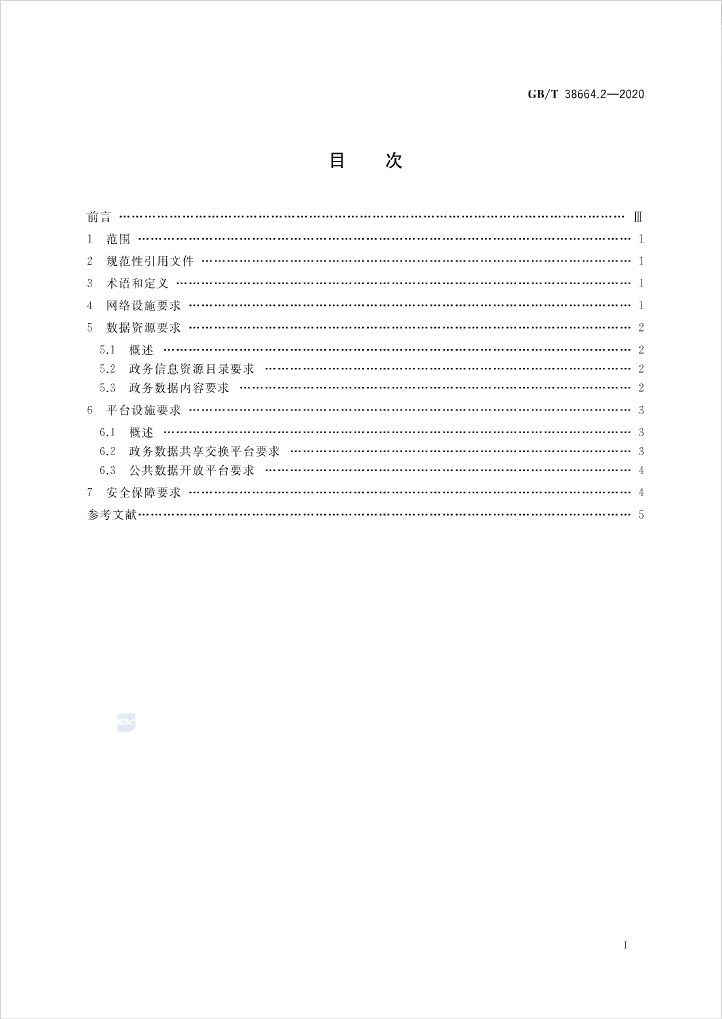 GB/T 38664.2—2020
目 次
前言 ………………………………………………………………………………………… Ⅲ
1 范围 ……………………………………………………………………………………… 1
2 规范性引用文件 ………………………………………………………………………… 1
3 术语和定义 ……………………………………………………………………………… 1
4 网络设施要求 …………………………………………………………………………… 1
5 数据资源要求 …………………………………………………………………………… 2
5.1 概述 …………………………………………………………………………………… 2
5.2 政务信息资源目录要求 ……………………………………………………………… 2
5.3 政务数据内容要求 …………………………………………………………………… 2
6 平台设施要求 …………………………………………………………………………… 3
6.1 概述 …………………………………………………………………………………… 3
6.2 政务数据共享交换平台要求 ………………………………………………………… 3
6.3 公共数据开放平台要求 ……………………………………………………………… 4
7 安全保障要求 …………………………………………………………………………… 4
参考文献 ……………………………………………………………………………………… 5
I